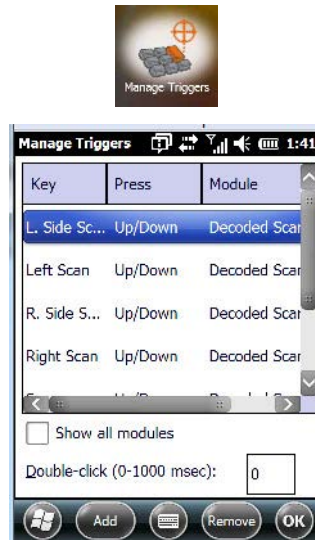 Manage Triggers
Manage Triggers 1:41
Key Press Module
L. Side Sc... Up/Down Decoded Scar
Left Scan Up/Down Decoded Scar
R. Side S... Up/Down Decoded Scar
Right Scan Up/Down Decoded Scar
Show all modules
Double-click (0-1000 msec): 0
Add Remove OK